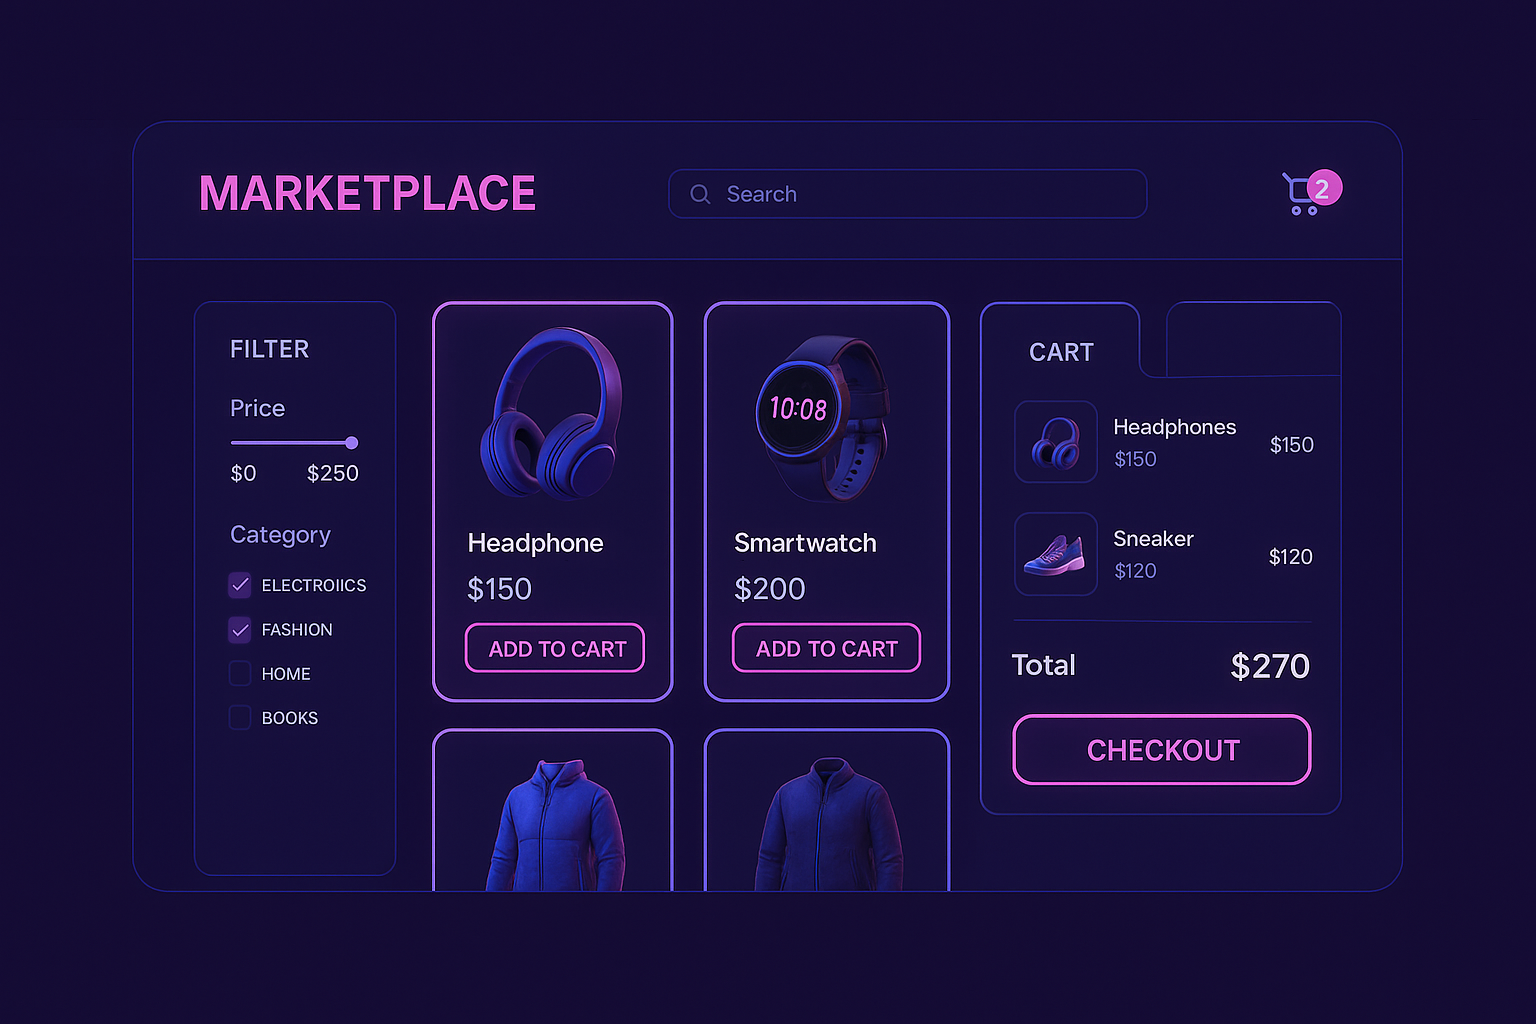 MARKETPLACE
Search
2
FILTER
Price
$0 $250
Category
ELECTROIICS
FASHION
HOME
BOOKS
10:08
Headphone
$150
ADD TO CART
Smartwatch
$200
ADD TO CART
CART
Headphones
$150
$150
Sneaker
$120
$120
Total $270
CHECKOUT